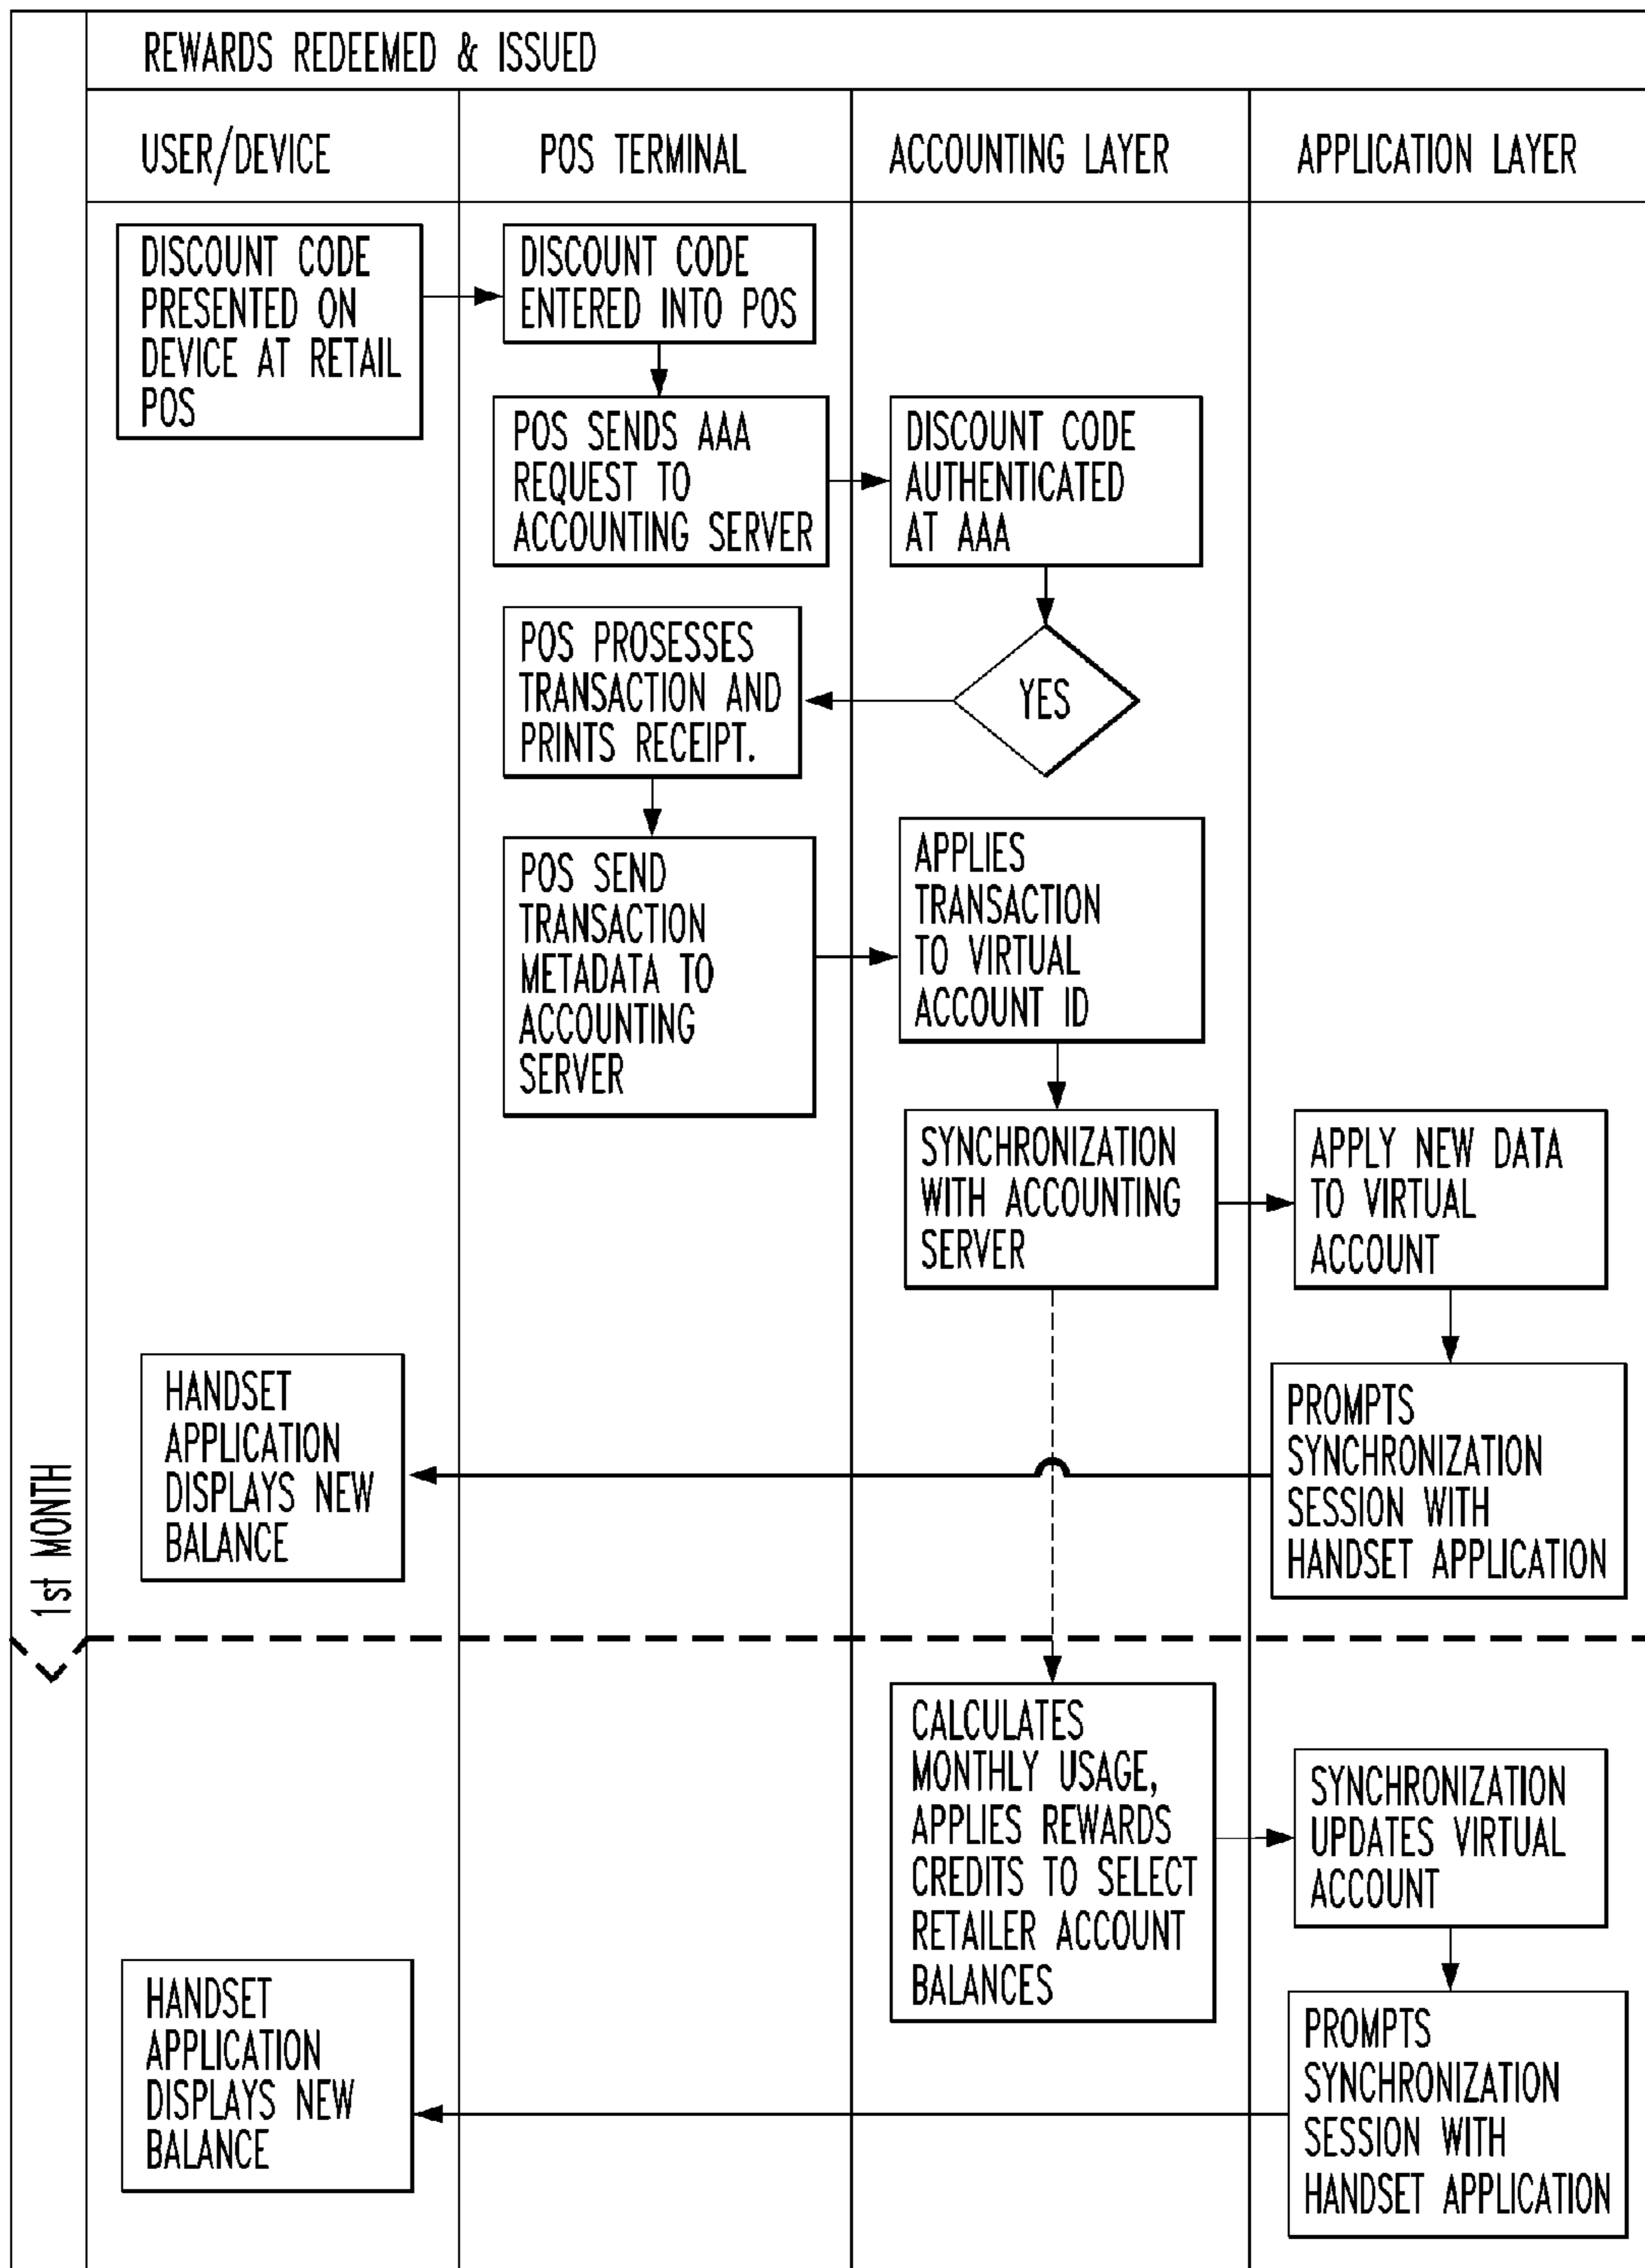 REWARDS REDEEMED & ISSUED
USER/DEVICE
POS TERMINAL
ACCOUNTING LAYER
APPLICATION LAYER
DISCOUNT CODE
PRESENTED ON
DEVICE AT RETAIL
POS
DISCOUNT CODE
ENTERED INTO POS
POS SENDS AAA
REQUEST TO
ACCOUNTING SERVER
DISCOUNT CODE
AUTHENTICATED
AT AAA
YES
POS PROSESSES
TRANSACTION AND
PRINTS RECEIPT.
POS SEND
TRANSACTION
METADATA TO
ACCOUNTING
SERVER
APPLIES
TRANSACTION
TO VIRTUAL
ACCOUNT ID
SYNCHRONIZATION
WITH ACCOUNTING
SERVER
APPLY NEW DATA
TO VIRTUAL
ACCOUNT
PROMPTS
SYNCHRONIZATION
SESSION WITH
HANDSET APPLICATION
HANDSET
APPLICATION
DISPLAYS NEW
BALANCE
1st MONTH
CALCULATES
MONTHLY USAGE,
APPLIES REWARDS
CREDITS TO SELECT
RETAILER ACCOUNT
BALANCES
SYNCHRONIZATION
UPDATES VIRTUAL
ACCOUNT
PROMPTS
SYNCHRONIZATION
SESSION WITH
HANDSET APPLICATION
HANDSET
APPLICATION
DISPLAYS NEW
BALANCE